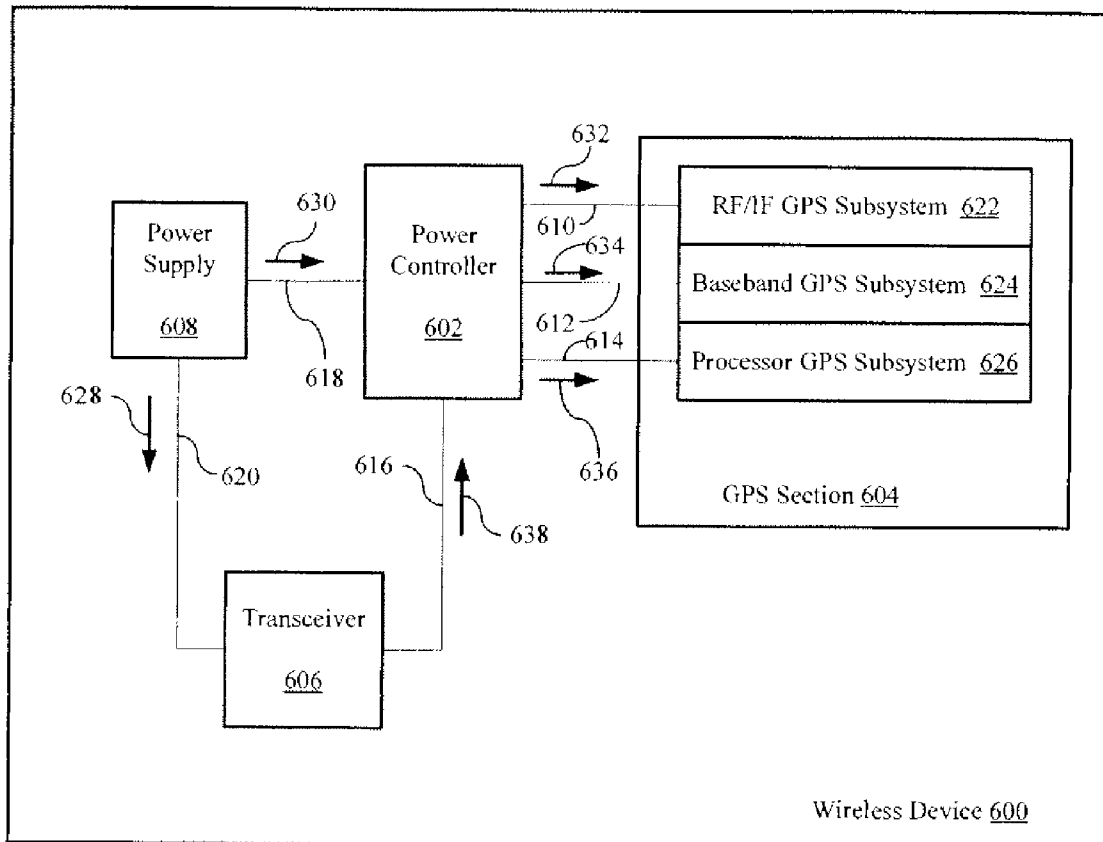 632
RF/IF GPS Subsystem 622
630
610
Power
Supply
608
Power
Controller
602
634
Baseband GPS Subsystem 624
612
618
614
Processor GPS Subsystem 626
628
620
616
636
GPS Section 604
638
Transceiver
606
Wireless Device 600